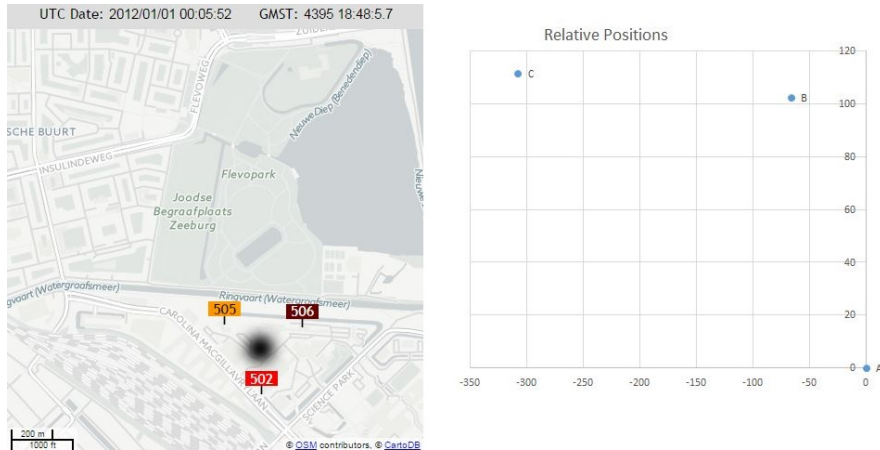 UTC Date: 2012/01/01 00:05:52 GMST: 4395 18:48:5.7
ZUIDER
FLEVOWEG
Nieuwe Diep (Benedendiep)
SCHE BUURT
INSULINDEWEG
Flevopark
Joodse
Begraafplaats
Zeeburg
Nieuwe
Ringvaart (Watergraafsmeer)
ngvaart (Watergraafsmeer)
505
506
CAROLINA MACGILLAVRYLAAN
502
SCIENCE PARK
200 m
1000 ft
© OSM contributors, © CartoDB
Relative Positions
120
C
B
100
80
60
40
20
0
A
-350 -300 -250 -200 -150 -100 -50 0